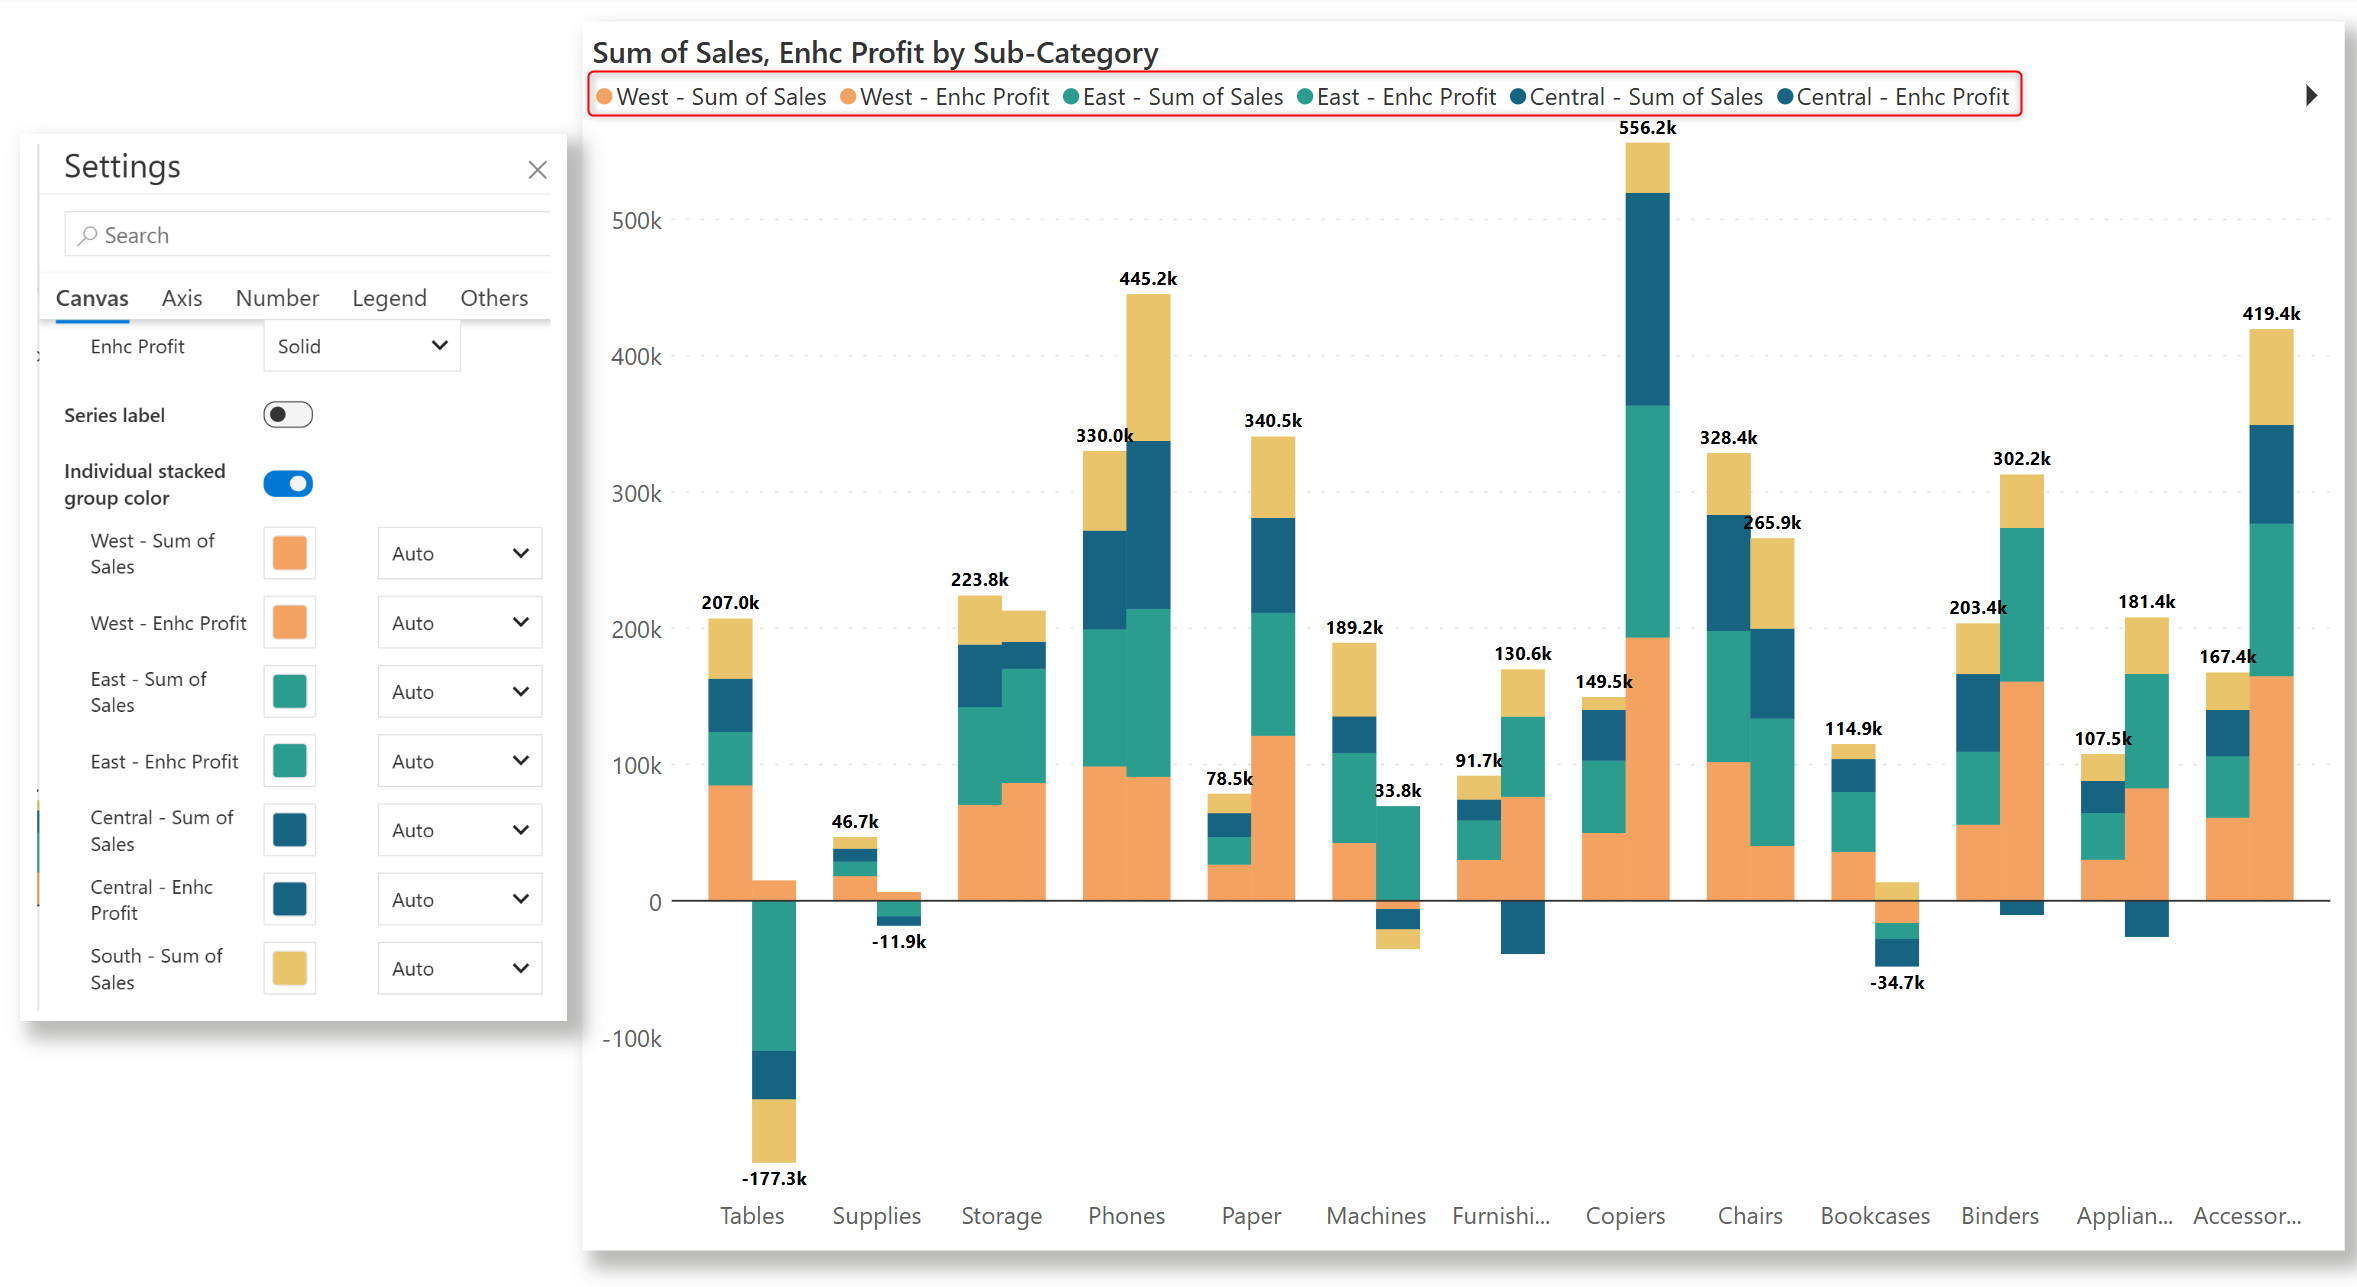 Settings
Search
Canvas Axis Number Legend Others
Enhc Profit Solid
Series label
Individual stacked
group color
West - Sum of
Sales
Auto
West - Enhc Profit Auto
East - Sum of
Sales
Auto
East - Enhc Profit Auto
Central - Sum of
Sales
Auto
Central - Enhc
Profit
Auto
South - Sum of
Sales
Auto
Sum of Sales, Enhc Profit by Sub-Category
West - Sum of Sales West - Enhc Profit East - Sum of Sales East - Enhc Profit Central - Sum of Sales Central - Enhc Profit
500k
400k
300k
200k
100k
0
-100k
207.0k
-177.3k
46.7k
-11.9k
223.8k
330.0k
445.2k
78.5k
340.5k
189.2k
33.8k
91.7k
130.6k
149.5k
556.2k
328.4k
265.9k
114.9k
-34.7k
203.4k
302.2k
107.5k
181.4k
167.4k
419.4k
Tables Supplies Storage Phones Paper Machines Furnishi... Copiers Chairs Bookcases Binders Applian... Accessor...